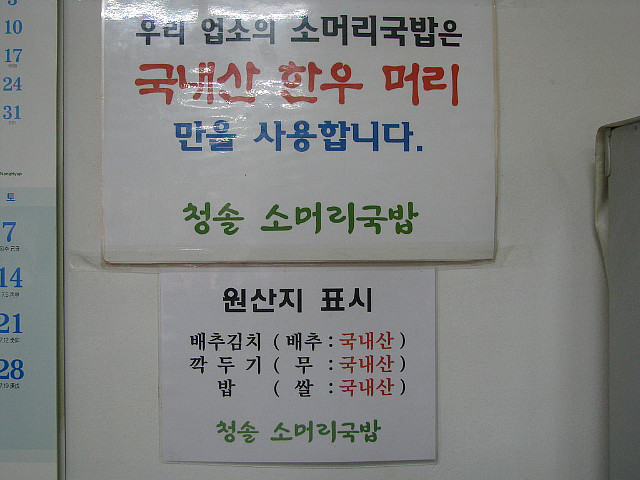 우리 업소의 소머리국밥은
국내산 한우 머리
만을 사용합니다.
청솔 소머리국밥
원산지 표시
배추김치 ( 배추 : 국내산 )
깍두기 ( 무 : 국내산 )
밥 ( 쌀 : 국내산 )
청솔 소머리국밥
10
17
24
31
토
7
14
21
28